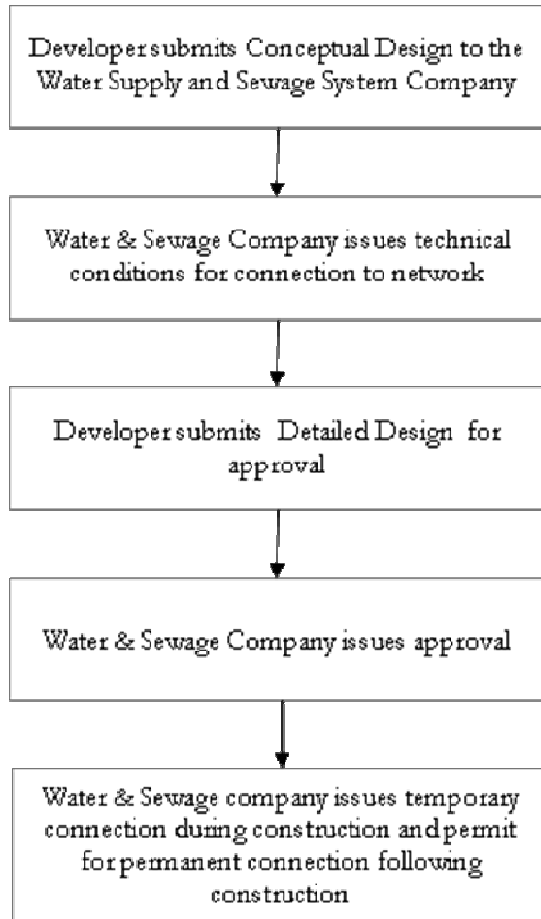 Developer submits Conceptual Design to the
Water Supply and Sewage System Company
Water & Sewage Company issues technical
conditions for connection to network
Developer submits Detailed Design for
approval
Water & Sewage Company issues approval
Water & Sewage company issues temporary
connection during construction and permit
for permanent connection following
construction